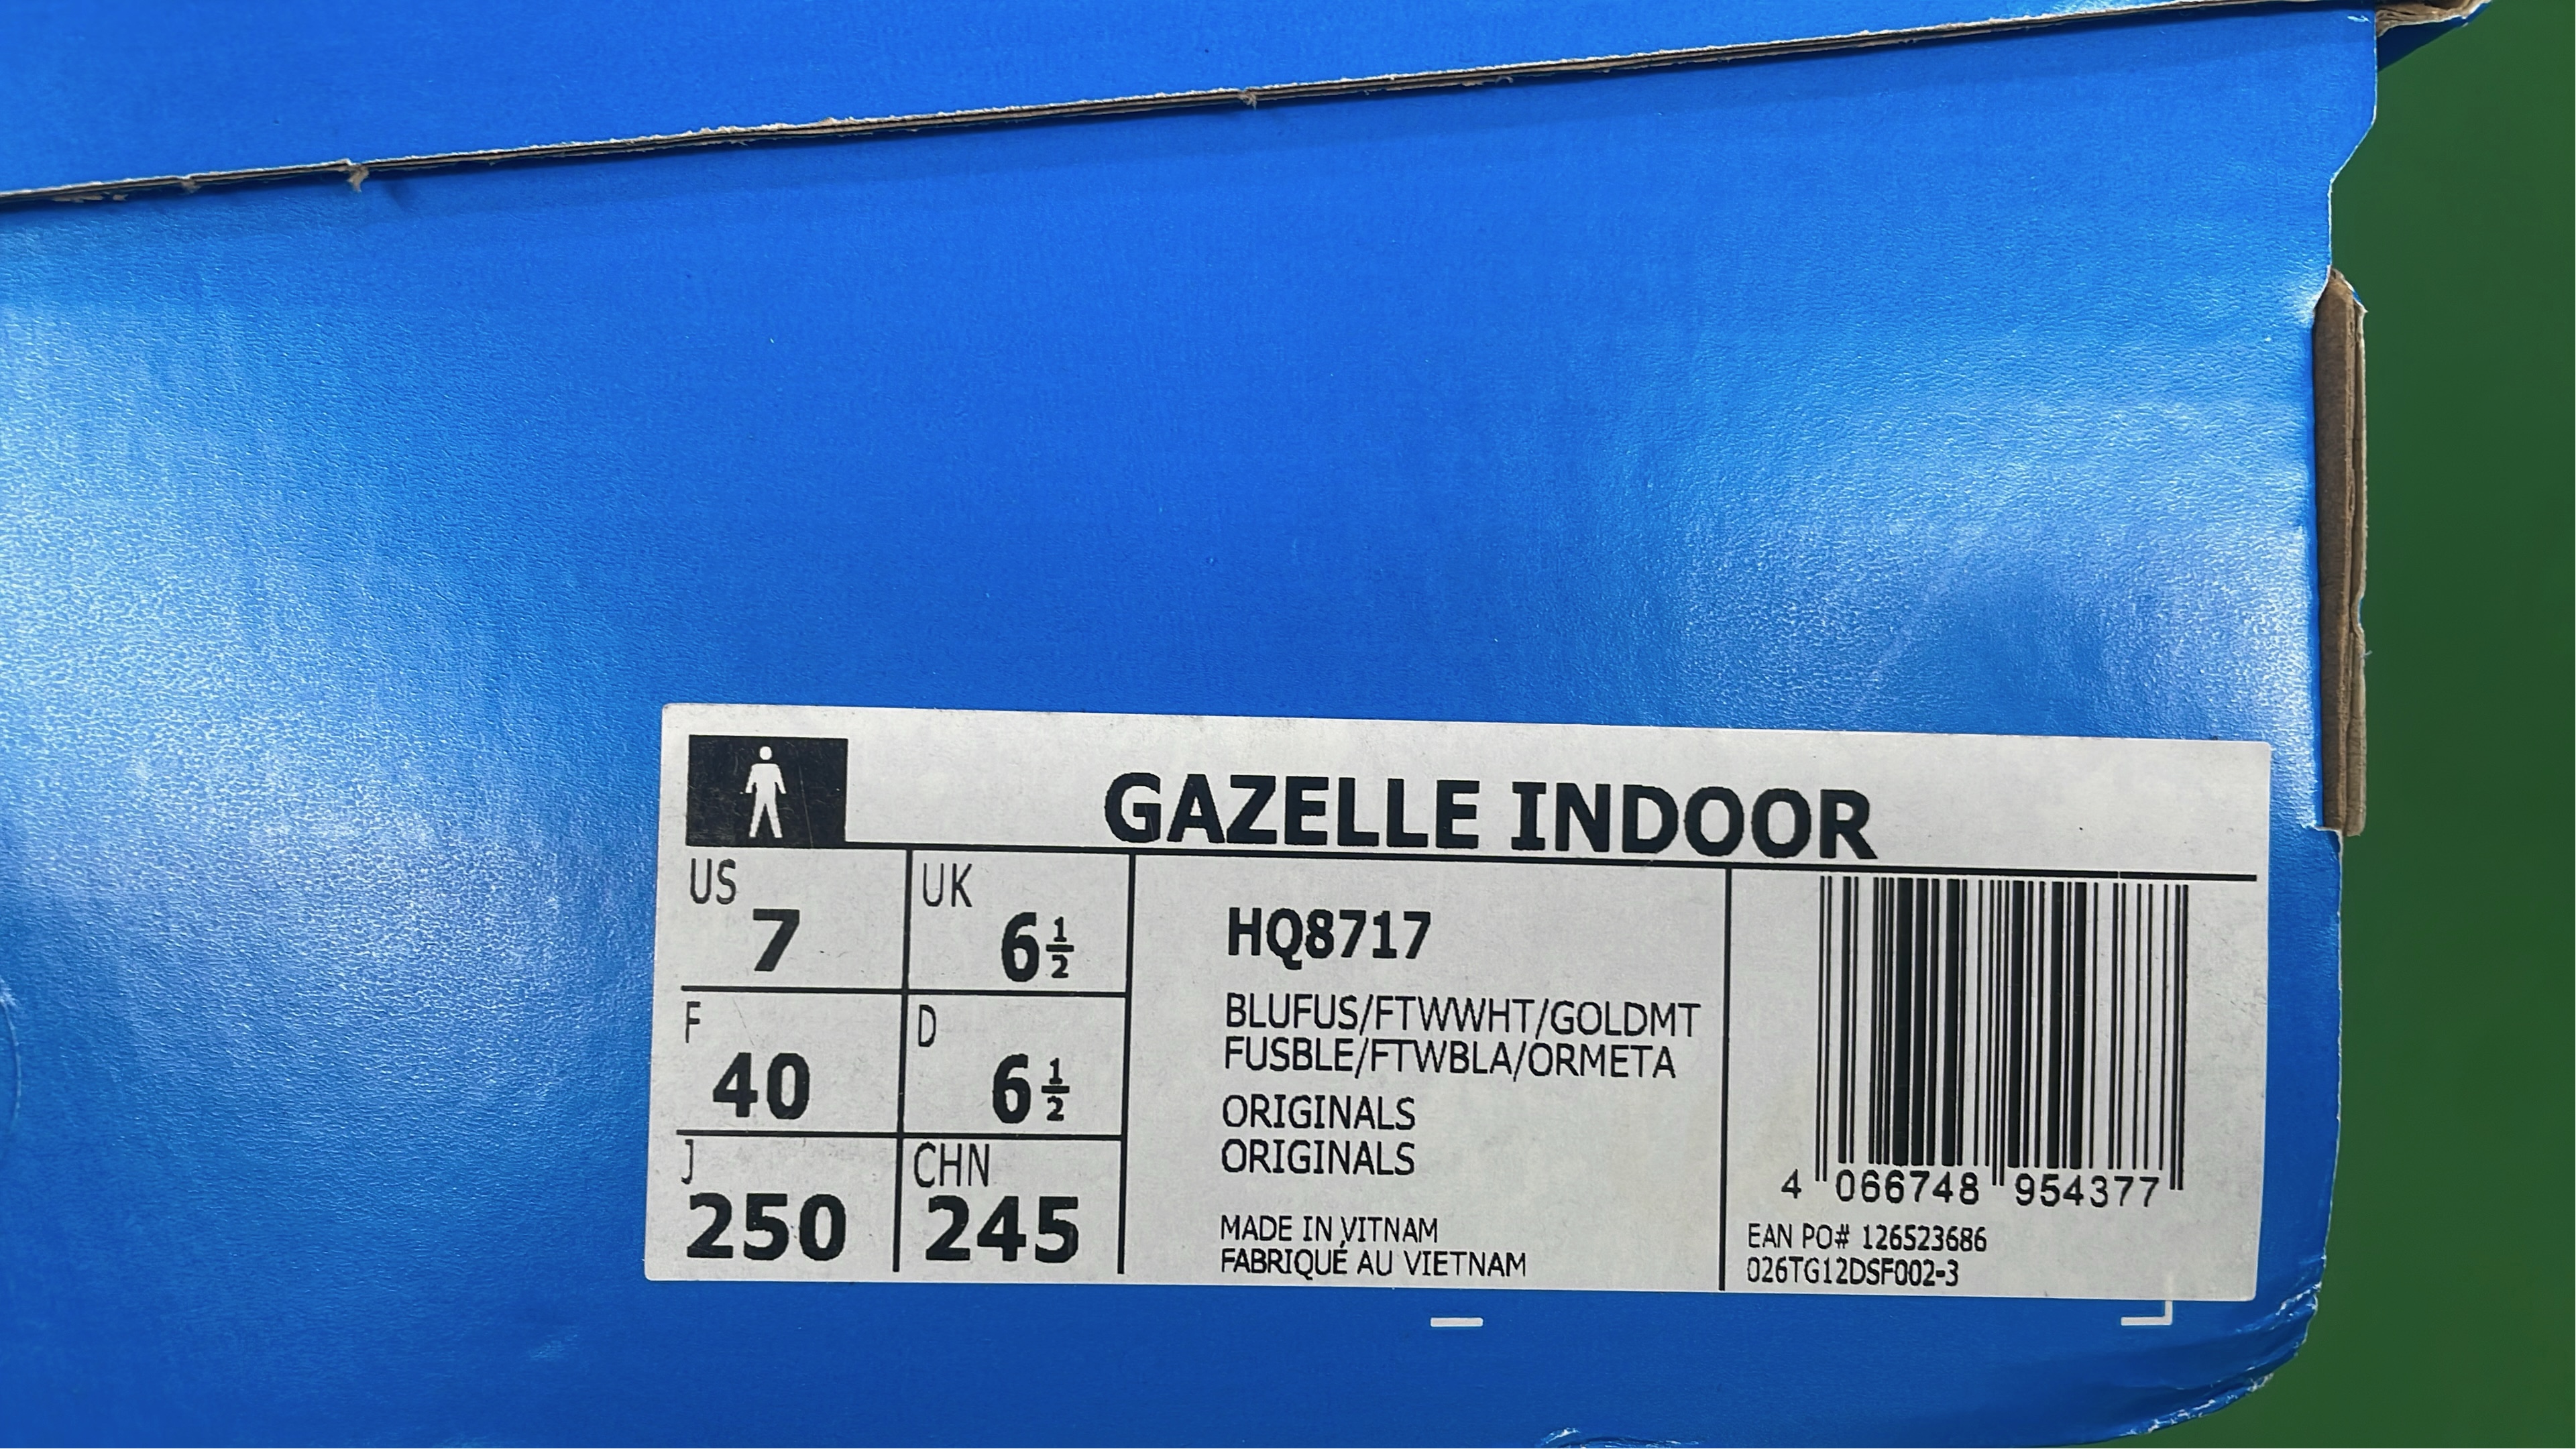 GAZELLE INDOOR
US
7
UK
6½
F
40
D
6½
J
250
CHN
245
HQ8717
BLUFUS/FTWWHT/GOLDMT
FUSBLE/FTWBLA/ORMETA
ORIGINALS
ORIGINALS
MADE IN VITNAM
FABRIQUÉ AU VIETNAM
4 066748 954377
EAN PO# 126523686
026TG12DSF002-3